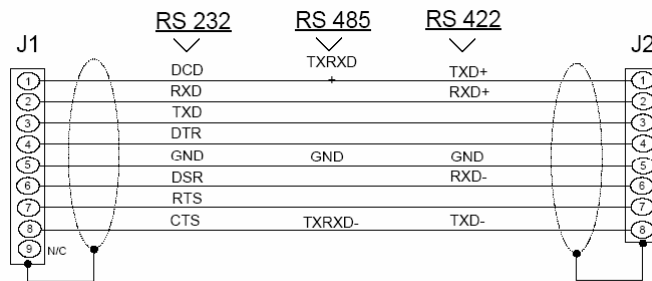 RS 232 RS 485 RS 422
J1 J2
DCD TXRXD + TXD+
1 1
RXD RXD+
2 2
TXD
3 3
DTR
4 4
GND GND GND
5 5
DSR RXD-
6 6
RTS
7 7
CTS TXRXD- TXD-
8 8
9 N/C